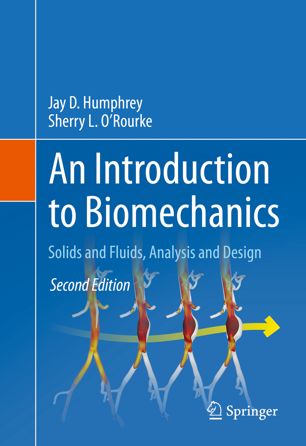 Jay D. Humphrey
Sherry L. O’Rourke
An Introduction
to Biomechanics
Solids and Fluids, Analysis and Design
Second Edition
Springer